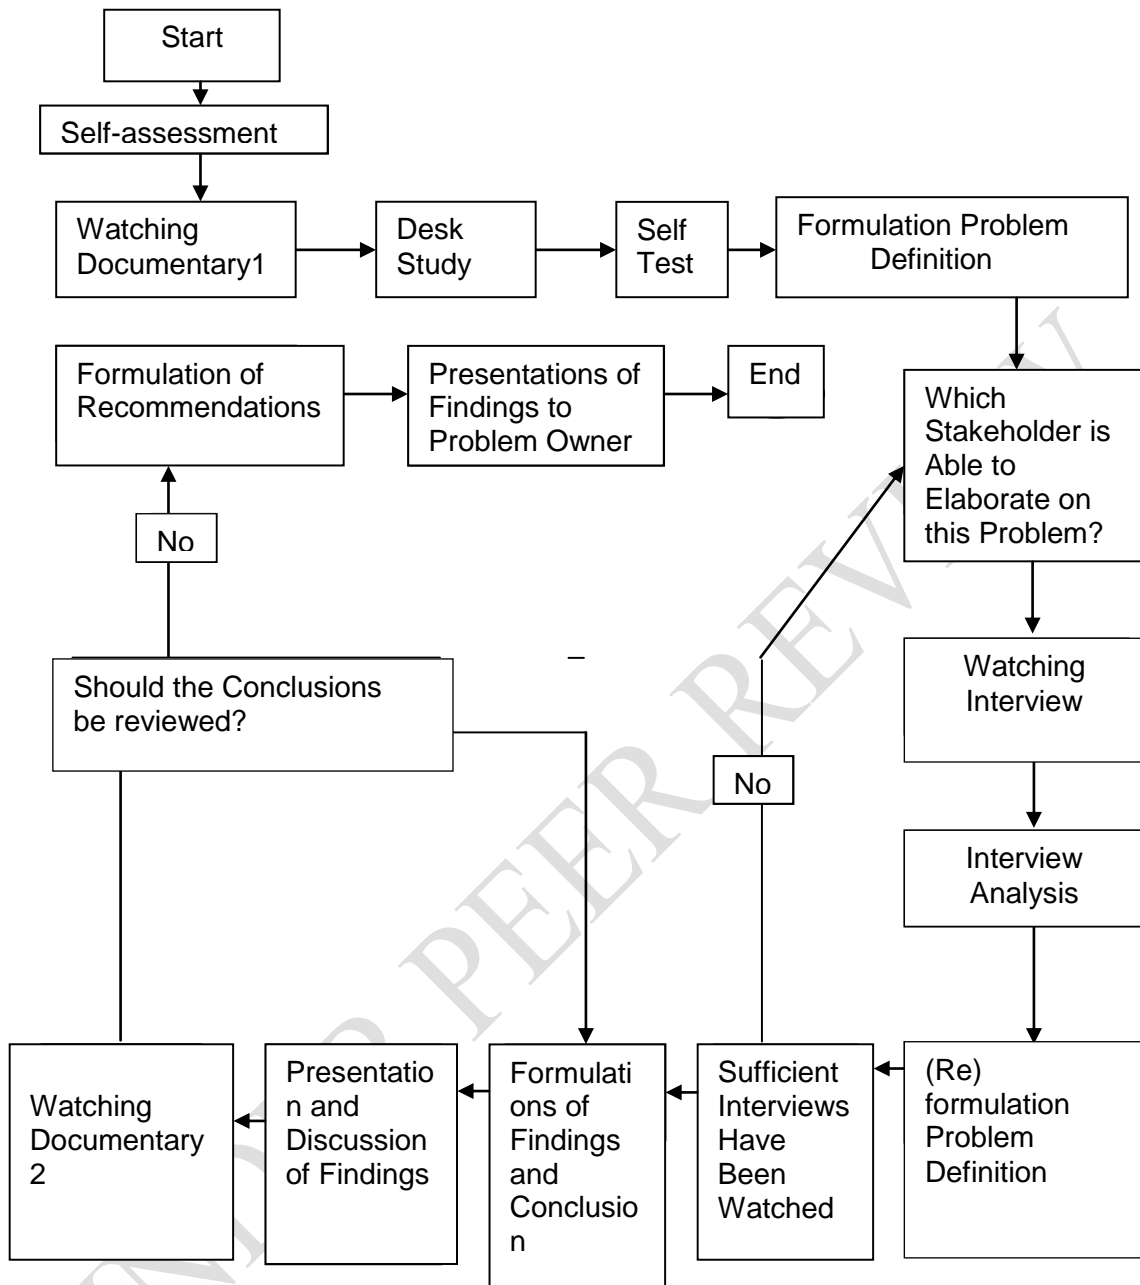 Start
Self-assessment
Watching
Documentary1
Desk
Study
Self
Test
Formulation Problem
Definition
Formulation of
Recommendations
Presentations of
Findings to
Problem Owner
End
Which
Stakeholder is
Able to
Elaborate on
this Problem?
No
Should the Conclusions
be reviewed?
Watching
Interview
No
Interview
Analysis
Watching
Documentary
2
Presentatio
n and
Discussion
of Findings
Formulati
ons of
Findings
and
Conclusio
n
Sufficient
Interviews
Have
Been
Watched
(Re)
formulation
Problem
Definition
PEER REVIEW